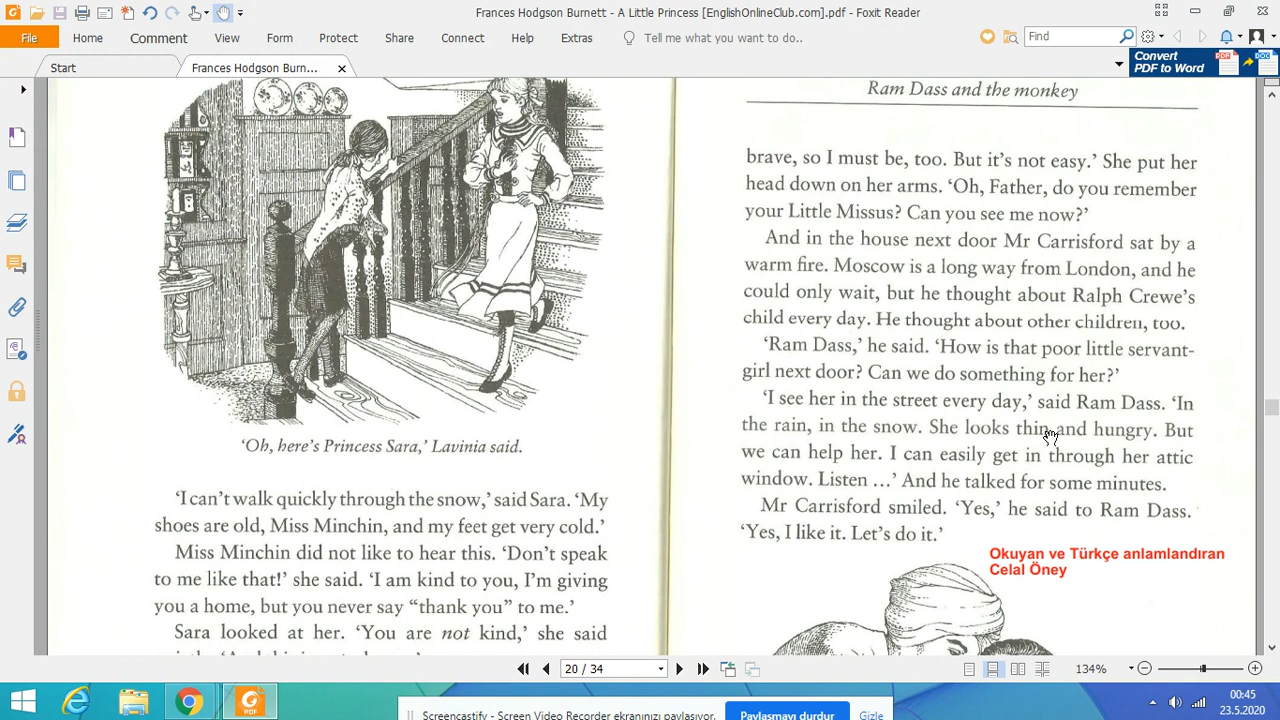 Frances Hodgson Burnett - A Little Princess [EnglishOnlineClub.com].pdf - Foxit Reader
File Home Comment View Form Protect Share Connect Help Extras Tell me what you want to do.. Find
Start Frances Hodgson Burn...
Convert
PDF to Word
'Oh, here's Princess Sara,' Lavinia said.
'I can't walk quickly through the snow,' said Sara. 'My
shoes are old, Miss Minchin, and my feet get very cold.'
Miss Minchin did not like to hear this. 'Don't speak
to me like that!' she said. 'I am kind to you, I'm giving
you a home, but you never say "thank you" to me.'
Sara looked at her. 'You are not kind,' she said
Ram Dass and the monkey
brave, so I must be, too. But it's not easy.' She put her
head down on her arms. 'Oh, Father, do you remember
your Little Missus? Can you see me now?'
And in the house next door Mr Carrisford sat by a
warm fire. Moscow is a long way from London, and he
could only wait, but he thought about Ralph Crewe's
child every day. He thought about other children, too.
'Ram Dass,' he said. 'How is that poor little servant-
girl next door? Can we do something for her?'
'I see her in the street every day,' said Ram Dass. 'In
the rain, in the snow. She looks thin and hungry. But
we can help her. I can easily get in through her attic
window. Listen ...' And he talked for some minutes.
Mr Carrisford smiled. 'Yes,' he said to Ram Dass.
'Yes, I like it. Let's do it.'
Okuyan ve Türkçe anlamlandıran
Celal Öney
20 / 34
134%
Screencastify - Screen Video Recorder ekranınızı paylaşıyor. Paylaşmayı durdur Gizle
00:45
23.5.2020